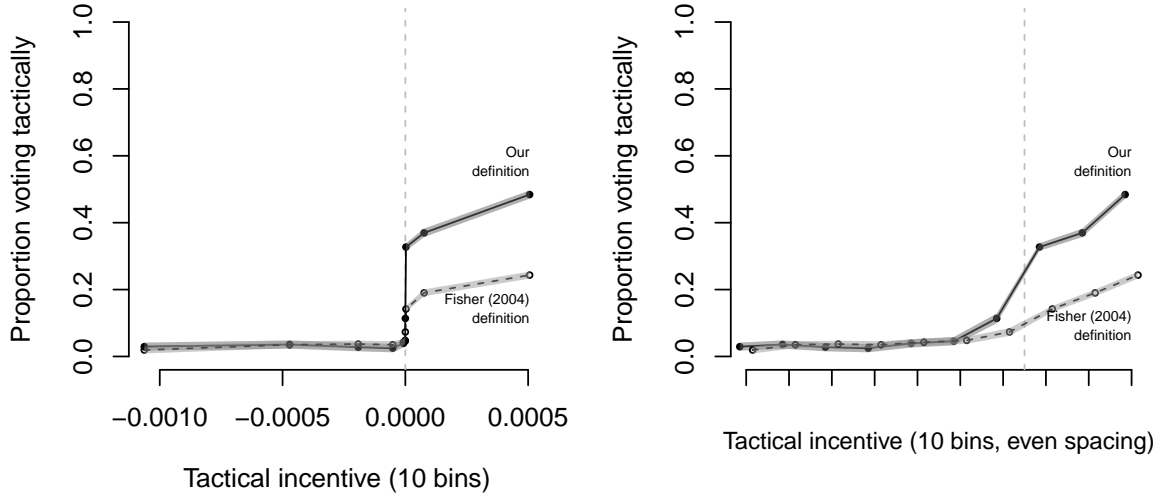 Proportion voting tactically
1.0
0.8
0.6
0.4
0.2
0.0
Our
definition
Fisher (2004)
definition
−0.0010
−0.0005
0.0000
0.0005
Tactical incentive (10 bins)
Proportion voting tactically
1.0
0.8
0.6
0.4
0.2
0.0
Our
definition
Fisher (2004)
definition
Tactical incentive (10 bins, even spacing)